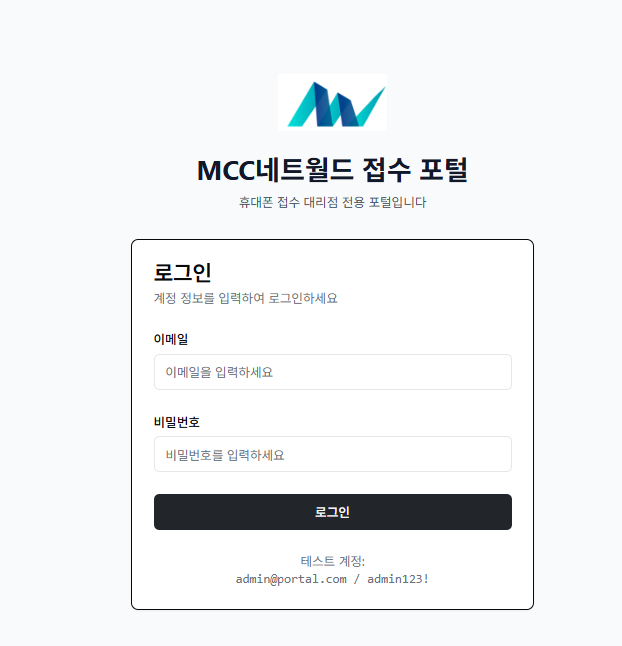 MCC네트월드 접수 포털
휴대폰 접수 대리점 전용 포털입니다
로그인
계정 정보를 입력하여 로그인하세요
이메일
이메일을 입력하세요
비밀번호
비밀번호를 입력하세요
로그인
테스트 계정:
admin@portal.com / admin123!